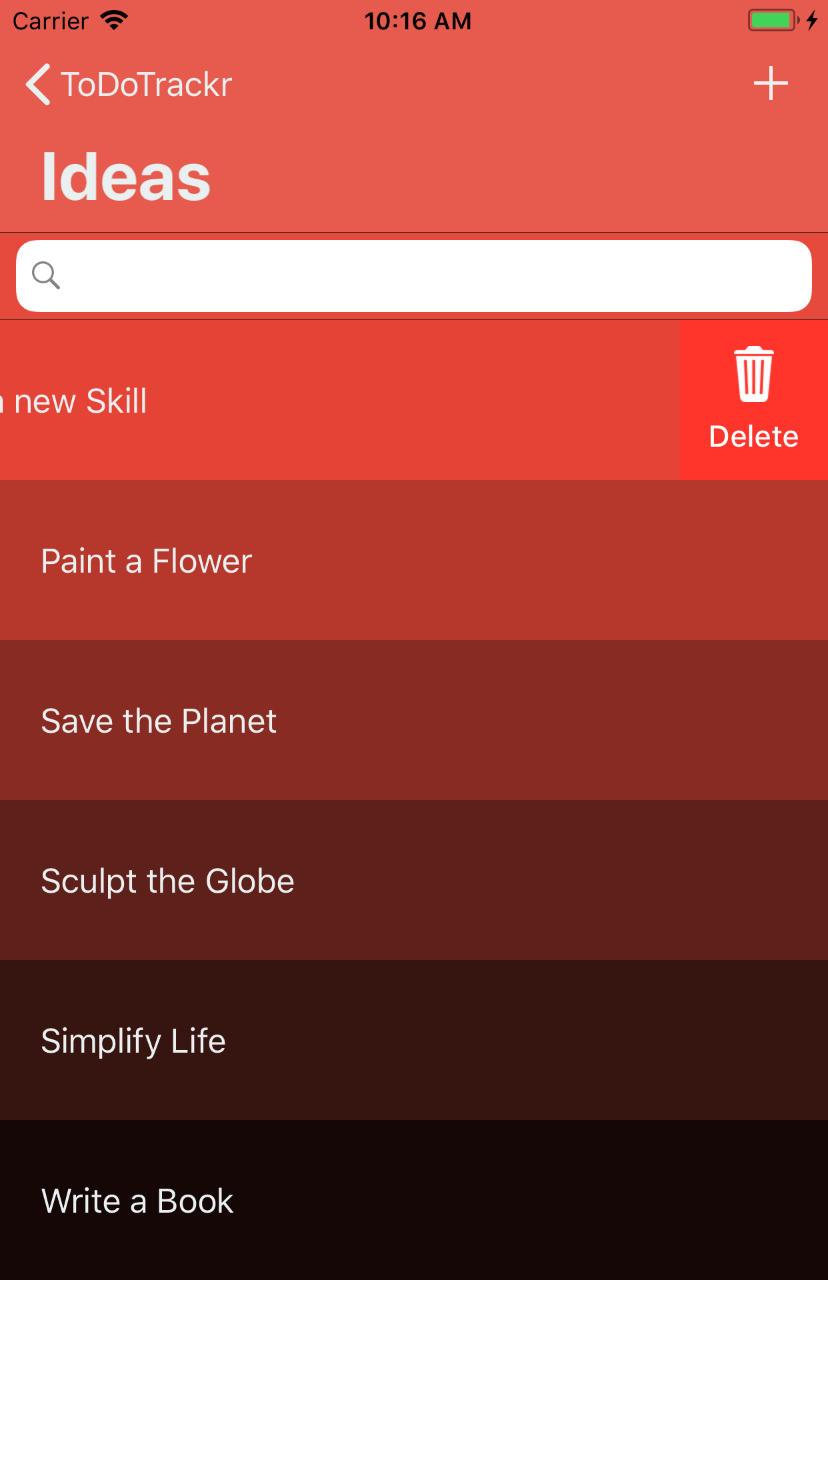 Carrier 10:16 AM
ToDoTrackr
Ideas
new Skill
Delete
Paint a Flower
Save the Planet
Sculpt the Globe
Simplify Life
Write a Book